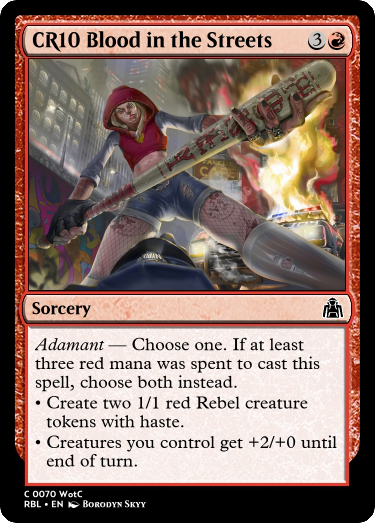 CR10 Blood in the Streets
3
Sorcery
Adamant — Choose one. If at least
three red mana was spent to cast this
spell, choose both instead.
• Create two 1/1 red Rebel creature
tokens with haste.
• Creatures you control get +2/+0 until
end of turn.
C 0070 WotC
RBL • EN Borodyn Skyy